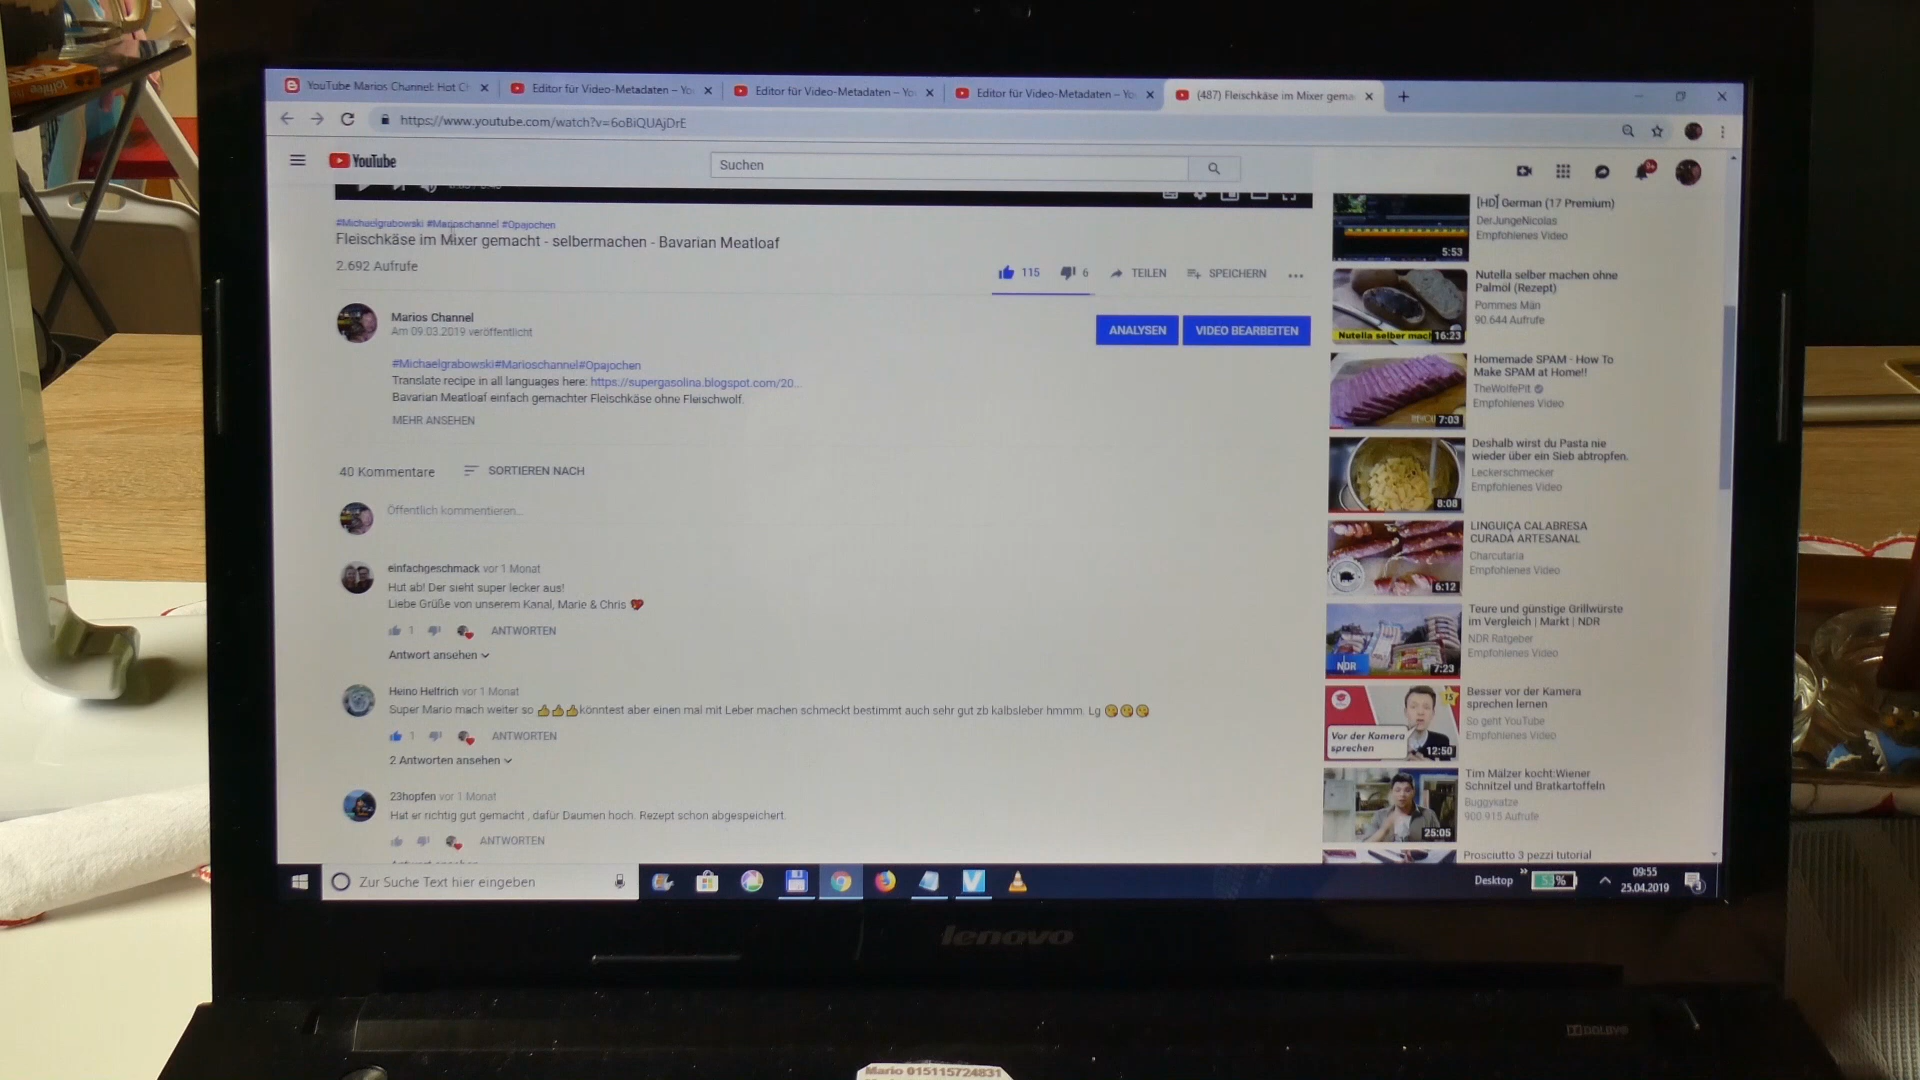 YouTube Marios Channel: Hot Ch
Editor für Video-Metadaten – Yo
Editor für Video-Metadaten – Yo
Editor für Video-Metadaten – Yo
(487) Fleischkäse im Mixer gema
https://www.youtube.com/watch?v=6oBiQUAjDrE
YouTube
Suchen
9+
#Michaelgrabowski #Marioschannel #Opajochen
Fleischkäse im Mixer gemacht - selbermachen - Bavarian Meatloaf
2.692 Aufrufe
115
6
TEILEN
SPEICHERN
Marios Channel
Am 09.03.2019 veröffentlicht
ANALYSEN
VIDEO BEARBEITEN
#Michaelgrabowski#Marioschannel#Opajochen
Translate recipe in all languages here: https://supergasolina.blogspot.com/20...
Bavarian Meatloaf einfach gemachter Fleischkäse ohne Fleischwolf.
MEHR ANSEHEN
40 Kommentare
SORTIEREN NACH
Öffentlich kommentieren...
einfachgeschmack vor 1 Monat
Hut ab! Der sieht super lecker aus!
Liebe Grüße von unserem Kanal, Marie & Chris
1
ANTWORTEN
Antwort ansehen
Heino Helfrich vor 1 Monat
Super Mario mach weiter so 👍👍👍könntest aber einen mal mit Leber machen schmeckt bestimmt auch sehr gut zb kalbsleber hmmm. Lg 😋😋😋
1
ANTWORTEN
2 Antworten ansehen
23hopfen vor 1 Monat
Hat er richtig gut gemacht , dafür Daumen hoch. Rezept schon abgespeichert.
ANTWORTEN
[HD] German (17 Premium)
DerJungeNicolas
Empfohlenes Video
5:53
Nutella selber machen ohne
Palmöl (Rezept)
Pommes Män
90.644 Aufrufe
Nutella selber mac
16:23
Homemade SPAM - How To
Make SPAM at Home!!
TheWolfePit
Empfohlenes Video
7:03
Deshalb wirst du Pasta nie
wieder über ein Sieb abtropfen.
Leckerschmecker
Empfohlenes Video
8:08
LINGUIÇA CALABRESA
CURADA ARTESANAL
Charcutaria
Empfohlenes Video
6:12
Teure und günstige Grillwürste
im Vergleich | Markt | NDR
NDR Ratgeber
Empfohlenes Video
NDR
7:23
Besser vor der Kamera
sprechen lernen
So geht YouTube
Empfohlenes Video
15
Vor der Kamera
sprechen
12:50
Tim Mälzer kocht:Wiener
Schnitzel und Bratkartoffeln
Buggykatze
900.915 Aufrufe
25:05
Prosciutto 3 pezzi tutorial
Zur Suche Text hier eingeben
Desktop
53%
09:55
25.04.2019
3
lenovo
DOLBY
Mario 015115724831